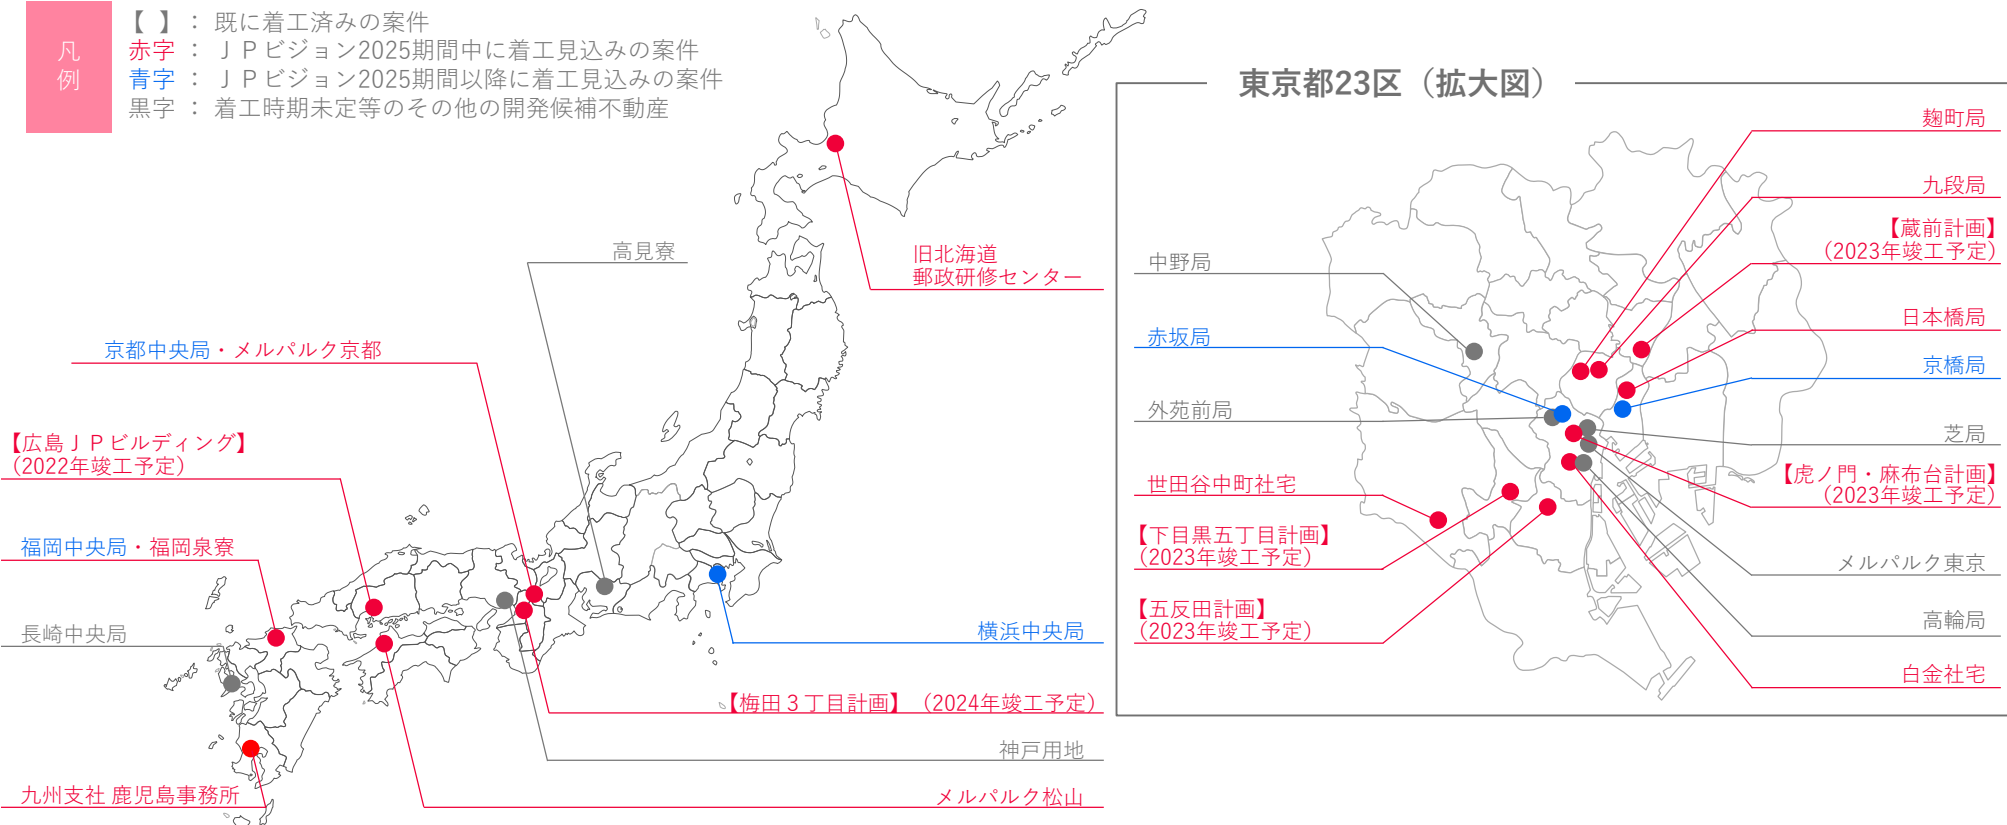 凡
例
【 】 ： 既に着工済みの案件
赤字 ： ＪＰビジョン2025期間中に着工見込みの案件
青字 ： ＪＰビジョン2025期間以降に着工見込みの案件
黒字 ： 着工時期未定等のその他の開発候補不動産
高見寮
旧北海道
郵政研修センター
京都中央局・メルパルク京都
【広島ＪＰビルディング】
（2022年竣工予定）
福岡中央局・福岡泉寮
長崎中央局
九州支社 鹿児島事務所
横浜中央局
【梅田３丁目計画】（2024年竣工予定）
神戸用地
メルパルク松山
東京都23区（拡大図）
中野局
赤坂局
外苑前局
世田谷中町社宅
【下目黒五丁目計画】
（2023年竣工予定）
【五反田計画】
（2023年竣工予定）
麹町局
九段局
【蔵前計画】
（2023年竣工予定）
日本橋局
京橋局
芝局
【虎ノ門・麻布台計画】
（2023年竣工予定）
メルパルク東京
高輪局
白金社宅